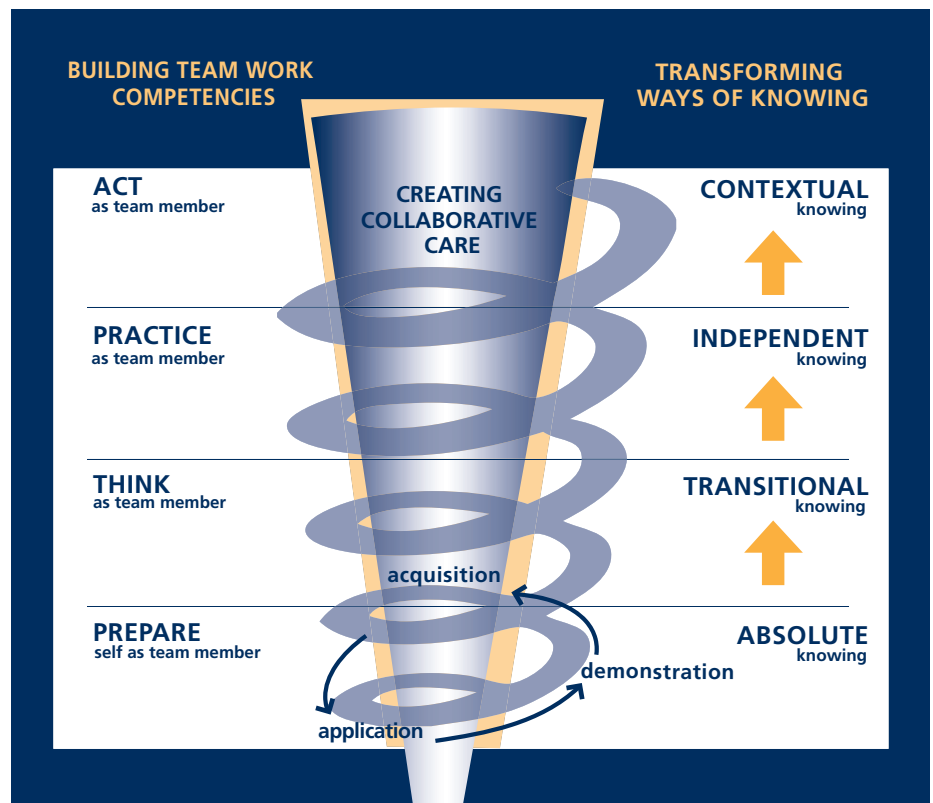 BUILDING TEAM WORK
COMPETENCIES
TRANSFORMING
WAYS OF KNOWING
CREATING
COLLABORATIVE
CARE
ACT
as team member
CONTEXTUAL
knowing
PRACTICE
as team member
INDEPENDENT
knowing
THINK
as team member
TRANSITIONAL
knowing
acquisition
PREPARE
self as team member
ABSOLUTE
knowing
demonstration
application